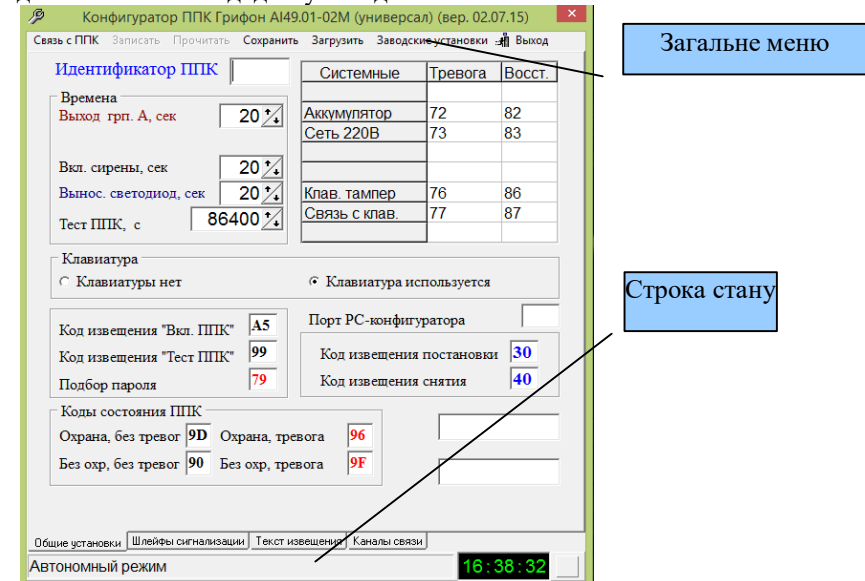 Конфигуратор ППК Грифон AI49.01-02M (универсал) (вер. 02.07.15)
Связь с ППК Записать Прочитать Сохранить Загрузить Заводские установки Выход
Загальне меню
Идентификатор ППК
Системные Тревога Восст.
Времена
Выход грп. А, сек 20
Аккумулятор 72 82
Сеть 220В 73 83
Вкл. сирены, сек 20
Вынос. светодиод, сек 20
Клав. тампер 76 86
Тест ППК, с 86400
Связь с клав. 77 87
Клавиатура
Клавиатуры нет Клавиатура используется
Строка стану
Код извещения "Вкл. ППК" A5
Порт РС-конфигуратора
Код извещения "Тест ППК" 99
Код извещения постановки 30
Подбор пароля 79
Код извещения снятия 40
Коды состояния ППК
Охрана, без тревог 9D Охрана, тревога 96
Без охр, без тревог 90 Без охр, тревога 9F
Общие установки Шлейфы сигнализации Текст извещения Каналы связи
Автономный режим 16:38:32